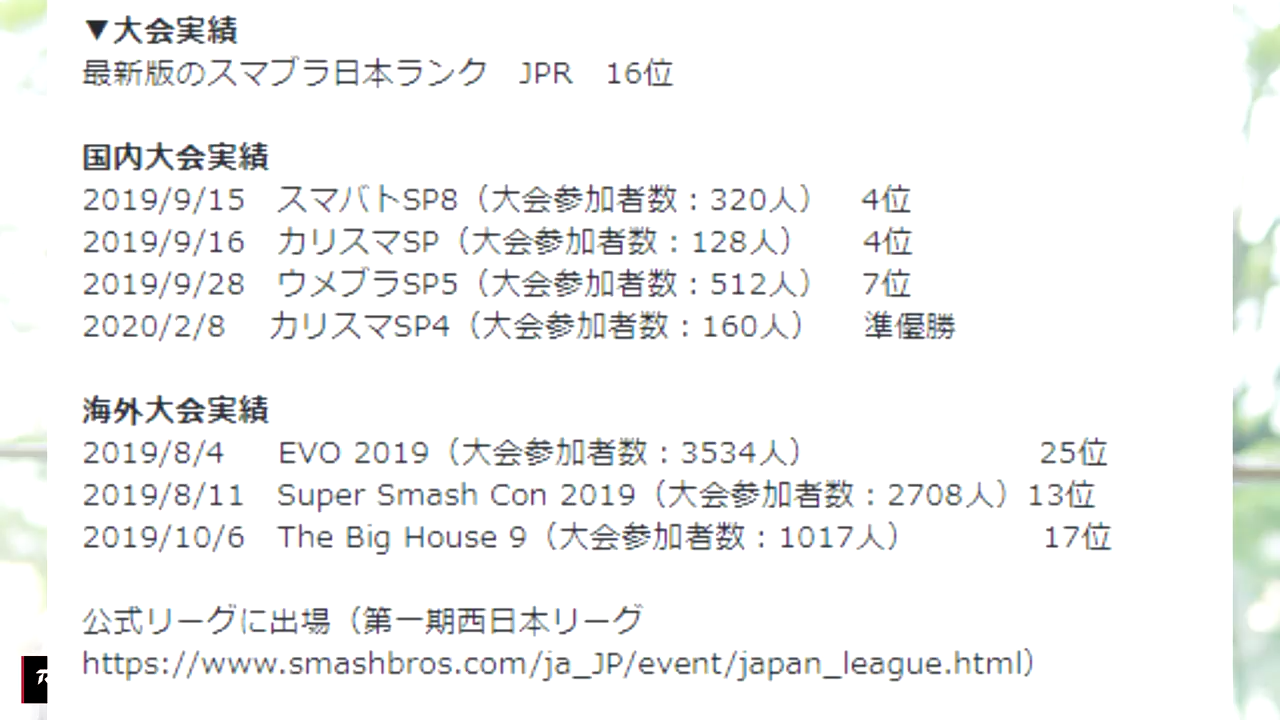 ▼大会実績
最新版のスマブラ日本ランク　JPR　16位
国内大会実績
2019/9/15　スマバトSP8（大会参加者数：320人）　4位
2019/9/16　カリスマSP（大会参加者数：128人）　4位
2019/9/28　ウメブラSP5（大会参加者数：512人）　7位
2020/2/8　カリスマSP4（大会参加者数：160人）　準優勝
海外大会実績
2019/8/4　EVO 2019（大会参加者数：3534人）　25位
2019/8/11　Super Smash Con 2019（大会参加者数：2708人）13位
2019/10/6　The Big House 9（大会参加者数：1017人）　17位
公式リーグに出場（第一期西日本リーグ
https://www.smashbros.com/ja_JP/event/japan_league.html）